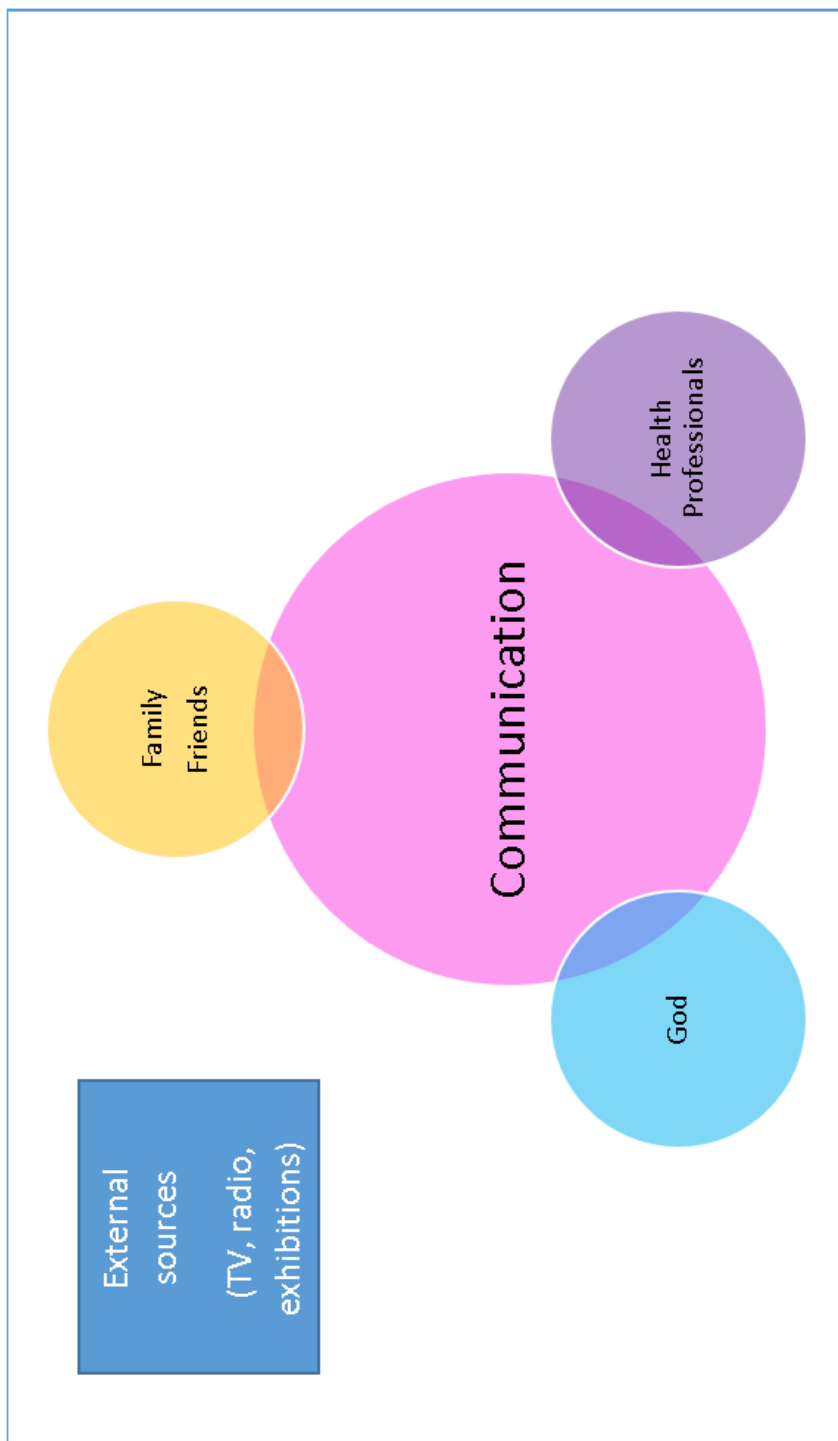 External
sources
(TV, radio,
exhibitions)
Family
Friends
Communication
God
Health
Professionals